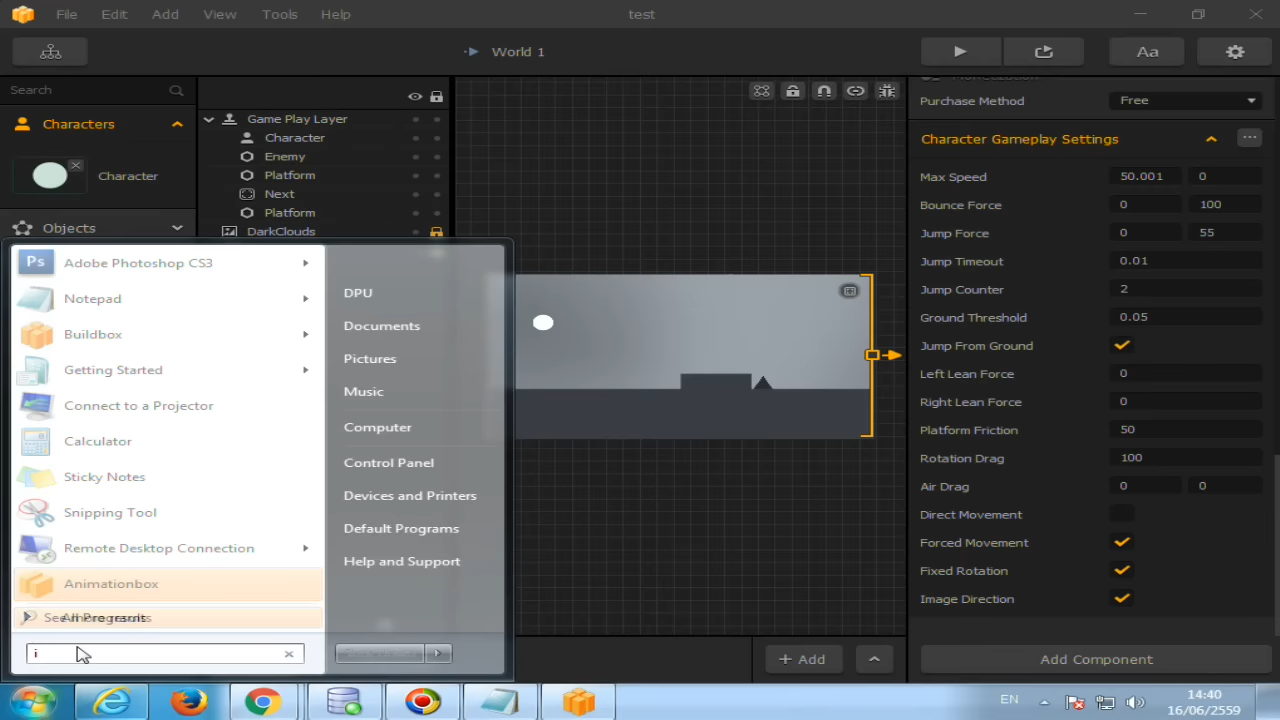 File Edit Add View Tools Help test
World 1 Aa
Search
Characters
Character
Objects
Game Play Layer
Character
Enemy
Platform
Next
Platform
DarkClouds
Purchase Method Free
Character Gameplay Settings
Max Speed 50.001 0
Bounce Force 0 100
Jump Force 0 55
Jump Timeout 0.01
Jump Counter 2
Ground Threshold 0.05
Jump From Ground
Left Lean Force 0
Right Lean Force 0
Platform Friction 50
Rotation Drag 100
Air Drag 0 0
Direct Movement
Forced Movement
Fixed Rotation
Image Direction
Add Component
+ Add
Ps Adobe Photoshop CS3
Notepad
Buildbox
Getting Started
Connect to a Projector
Calculator
Sticky Notes
Snipping Tool
Remote Desktop Connection
Animationbox
i
DPU
Documents
Pictures
Music
Computer
Control Panel
Devices and Printers
Default Programs
Help and Support
EN
14:40
16/06/2559